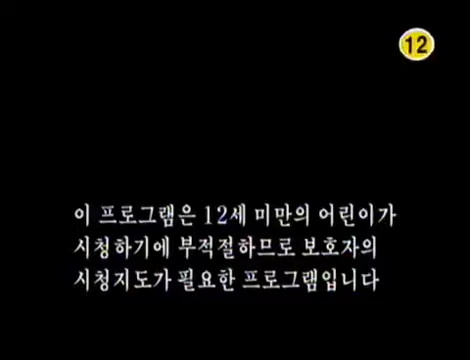 12
이 프로그램은 12세 미만의 어린이가
시청하기에 부적절하므로 보호자의
시청지도가 필요한 프로그램입니다